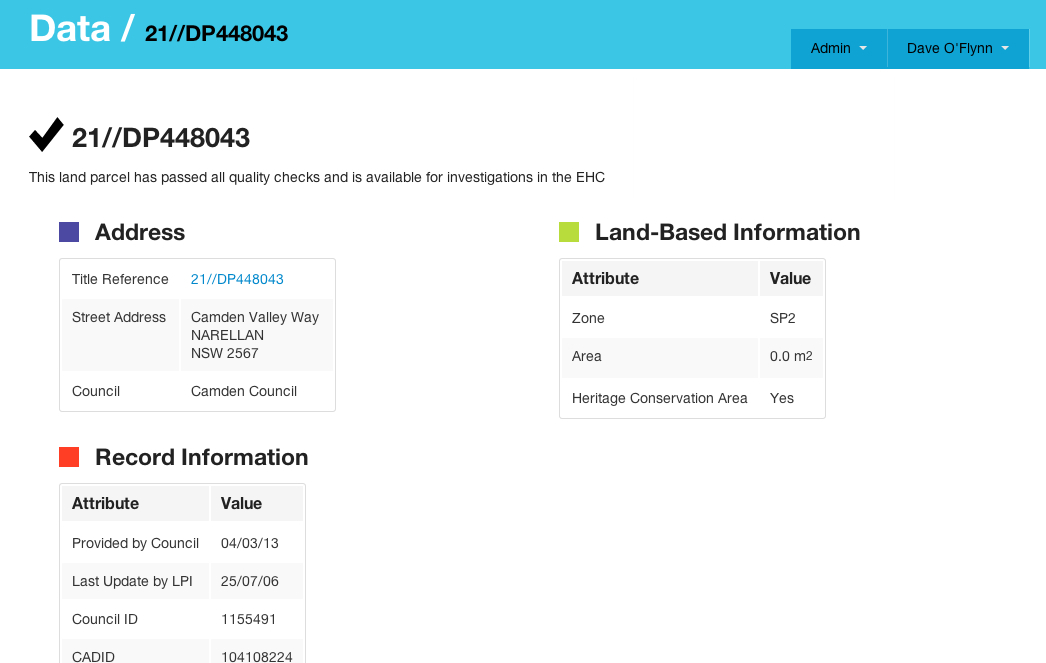 Data / 21//DP448043
Admin
Dave O'Flynn
21//DP448043
This land parcel has passed all quality checks and is available for investigations in the EHC
Address
Title Reference 21//DP448043
Street Address Camden Valley Way
NARELLAN
NSW 2567
Council Camden Council
Land-Based Information
Attribute Value
Zone SP2
Area 0.0 m2
Heritage Conservation Area Yes
Record Information
Attribute Value
Provided by Council 04/03/13
Last Update by LPI 25/07/06
Council ID 1155491
CADID 104108224